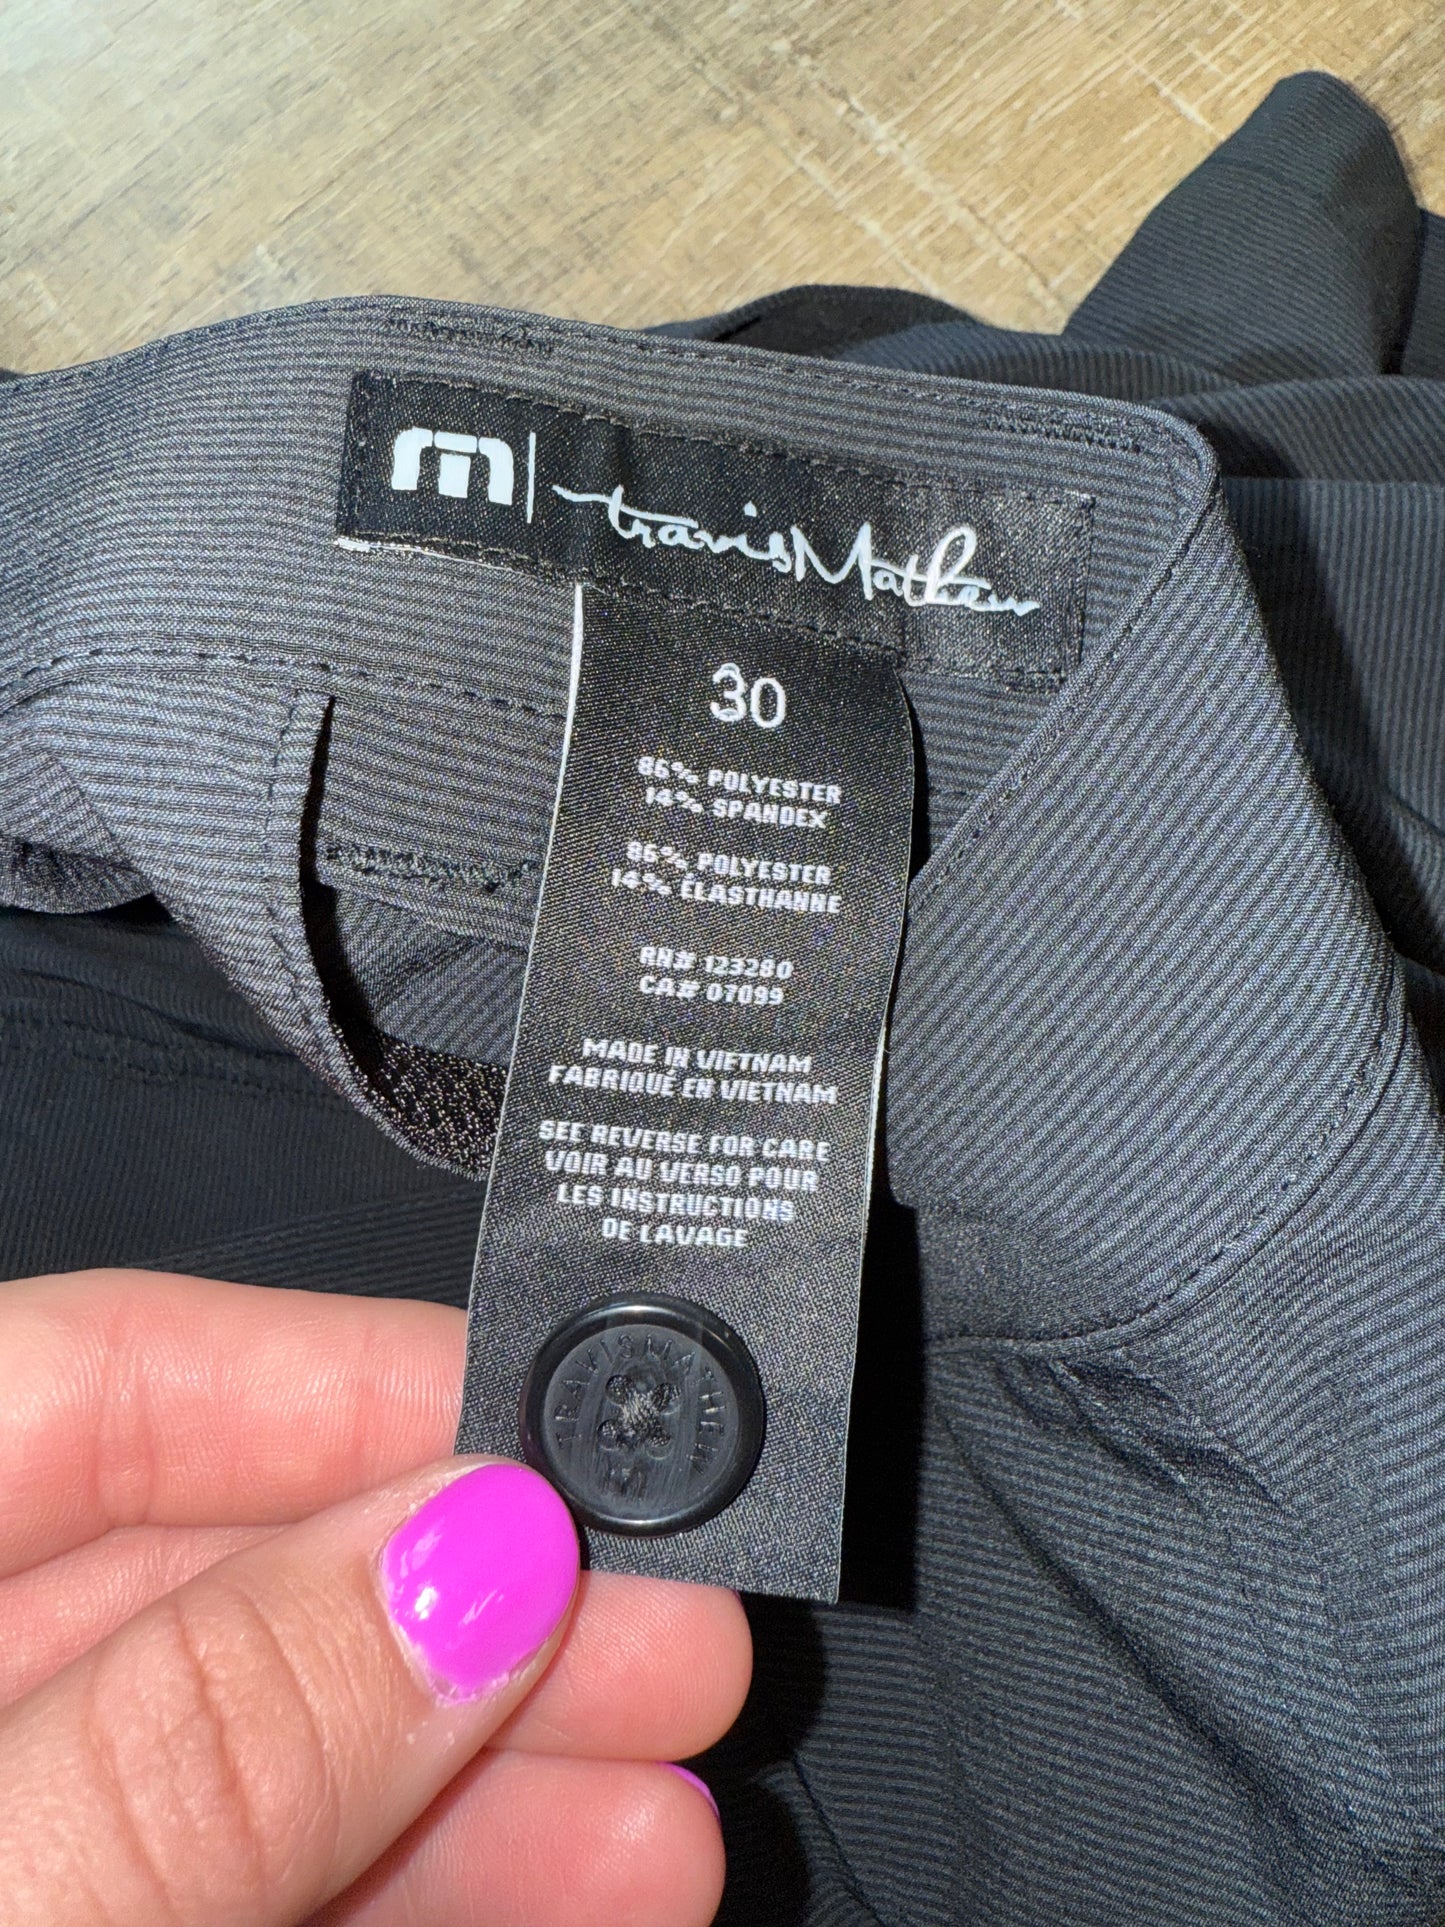 travisMathew
30
86% POLYESTER
14% SPANDEX
86% POLYESTER
14% ELASTHANNE
RN# 123280
CA# 07099
MADE IN VIETNAM
FABRIQUÉ EN VIETNAM
SEE REVERSE FOR CARE
VOIR AU VERSO POUR
LES INSTRUCTIONS
DE LAVAGE
TRAVISMATHEW